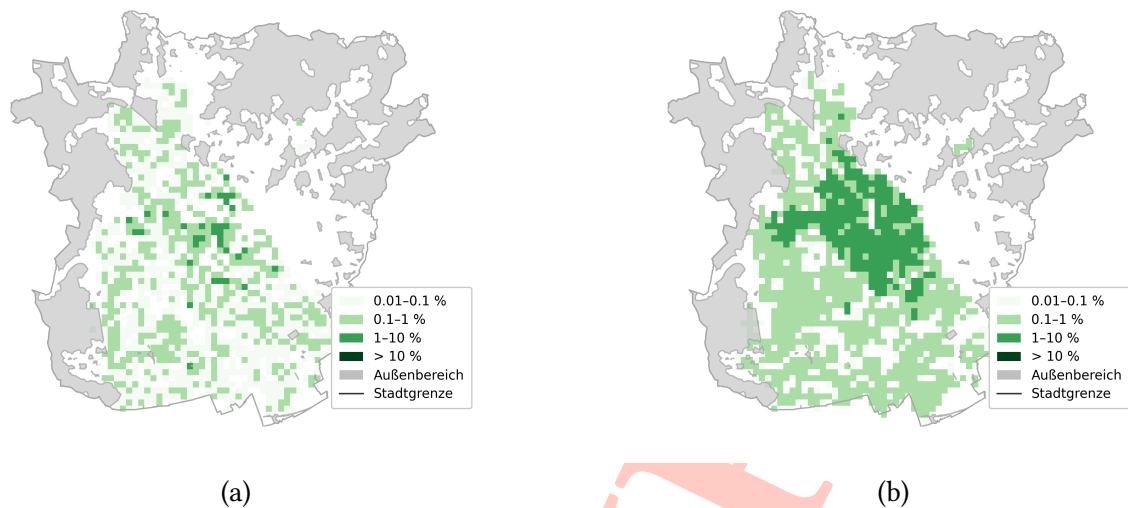 0.01–0.1 %
0.1–1 %
1–10 %
> 10 %
Außenbereich
Stadtgrenze
0.01–0.1 %
0.1–1 %
1–10 %
> 10 %
Außenbereich
Stadtgrenze
(a)
(b)